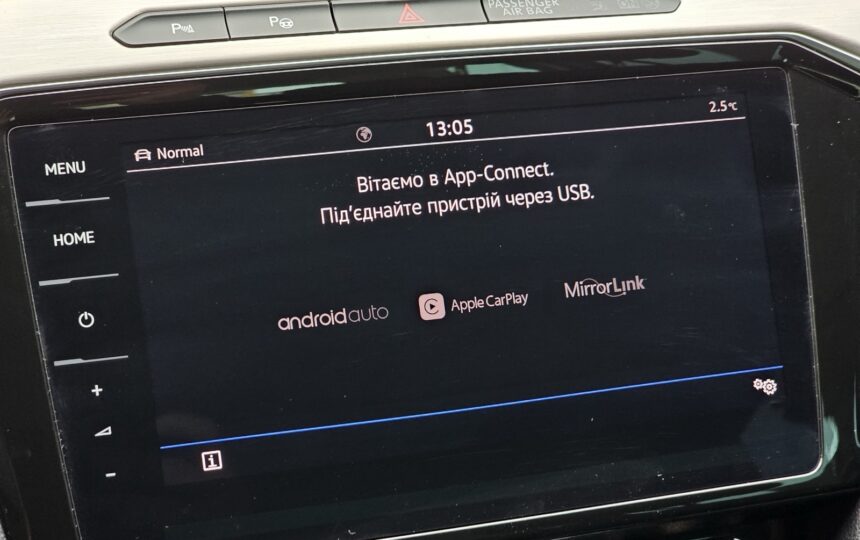 P
P
PASSENGER
AIR BAG
MENU
Normal
13:05
2.5°C
HOME
Вітаємо в App-Connect.
Під'єднайте пристрій через USB.
androidauto
Apple CarPlay
MirrorLink
+
-
i